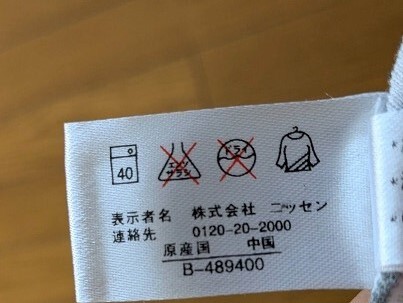 40 エンソ サラシ ドライ
表示者名 株式会社 ニッセン
連絡先 0120-20-2000
原産国 中国
B-489400